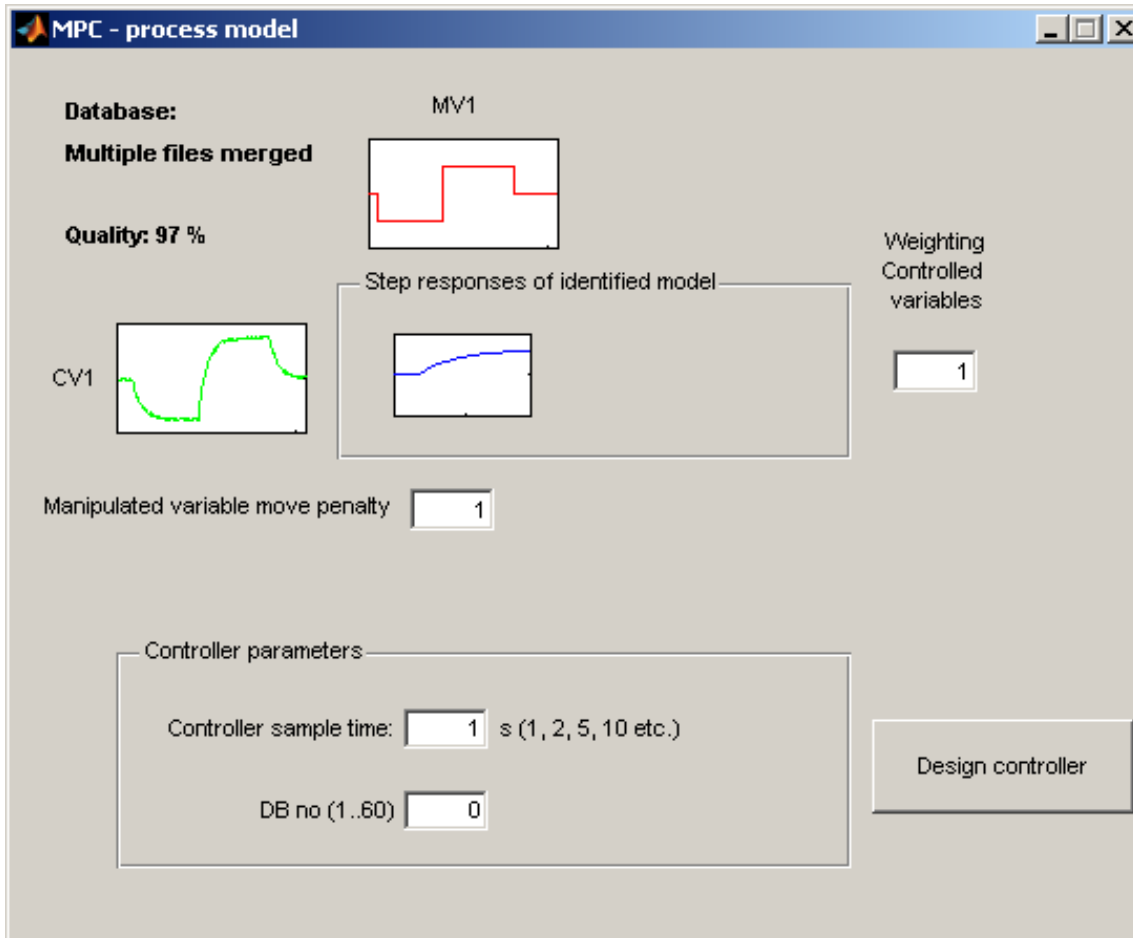 MPC - process model
Database:
MV1
Multiple files merged
Quality: 97 %
Weighting
Controlled
variables
Step responses of identified model
CV1
1
Manipulated variable move penalty 1
Controller parameters
Controller sample time: 1 s (1, 2, 5, 10 etc.)
Design controller
DB no (1..60) 0